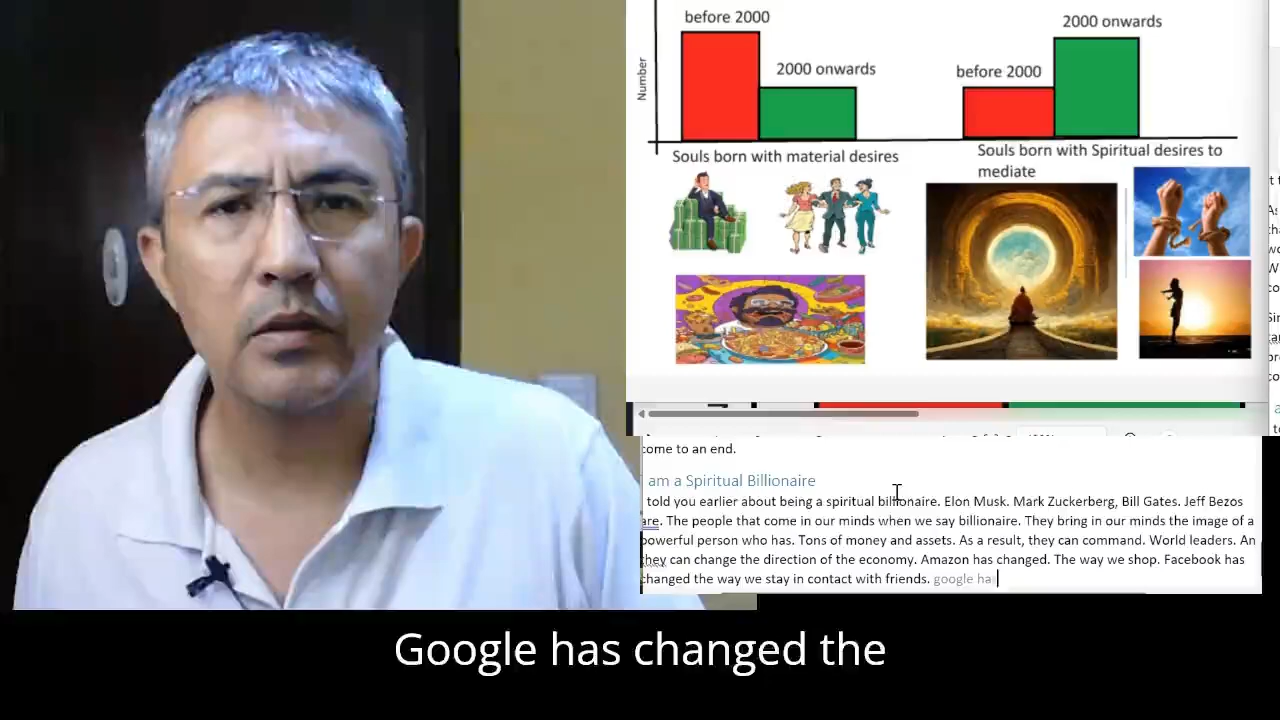 before 2000
2000 onwards
2000 onwards
before 2000
Number
Souls born with material desires
Souls born with Spiritual desires to
mediate
come to an end.
am a Spiritual Billionaire
told you earlier about being a spiritual billionaire. Elon Musk. Mark Zuckerberg, Bill Gates. Jeff Bezos
are. The people that come in our minds when we say billionaire. They bring in our minds the image of a
powerful person who has. Tons of money and assets. As a result, they can command. World leaders. An
they can change the direction of the economy. Amazon has changed. The way we shop. Facebook has
changed the way we stay in contact with friends. google ha
Google has changed the